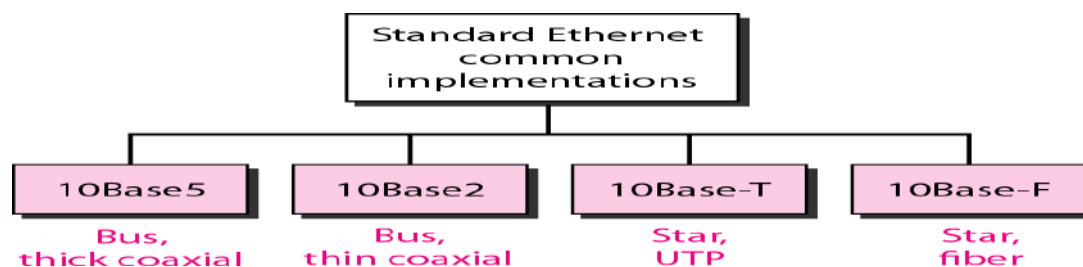 Standard Ethernet
common
implementations
10Base5
10Base2
10Base-T
10Base-F
Bus,
thick coaxial
Bus,
thin coaxial
Star,
UTP
Star,
fiber